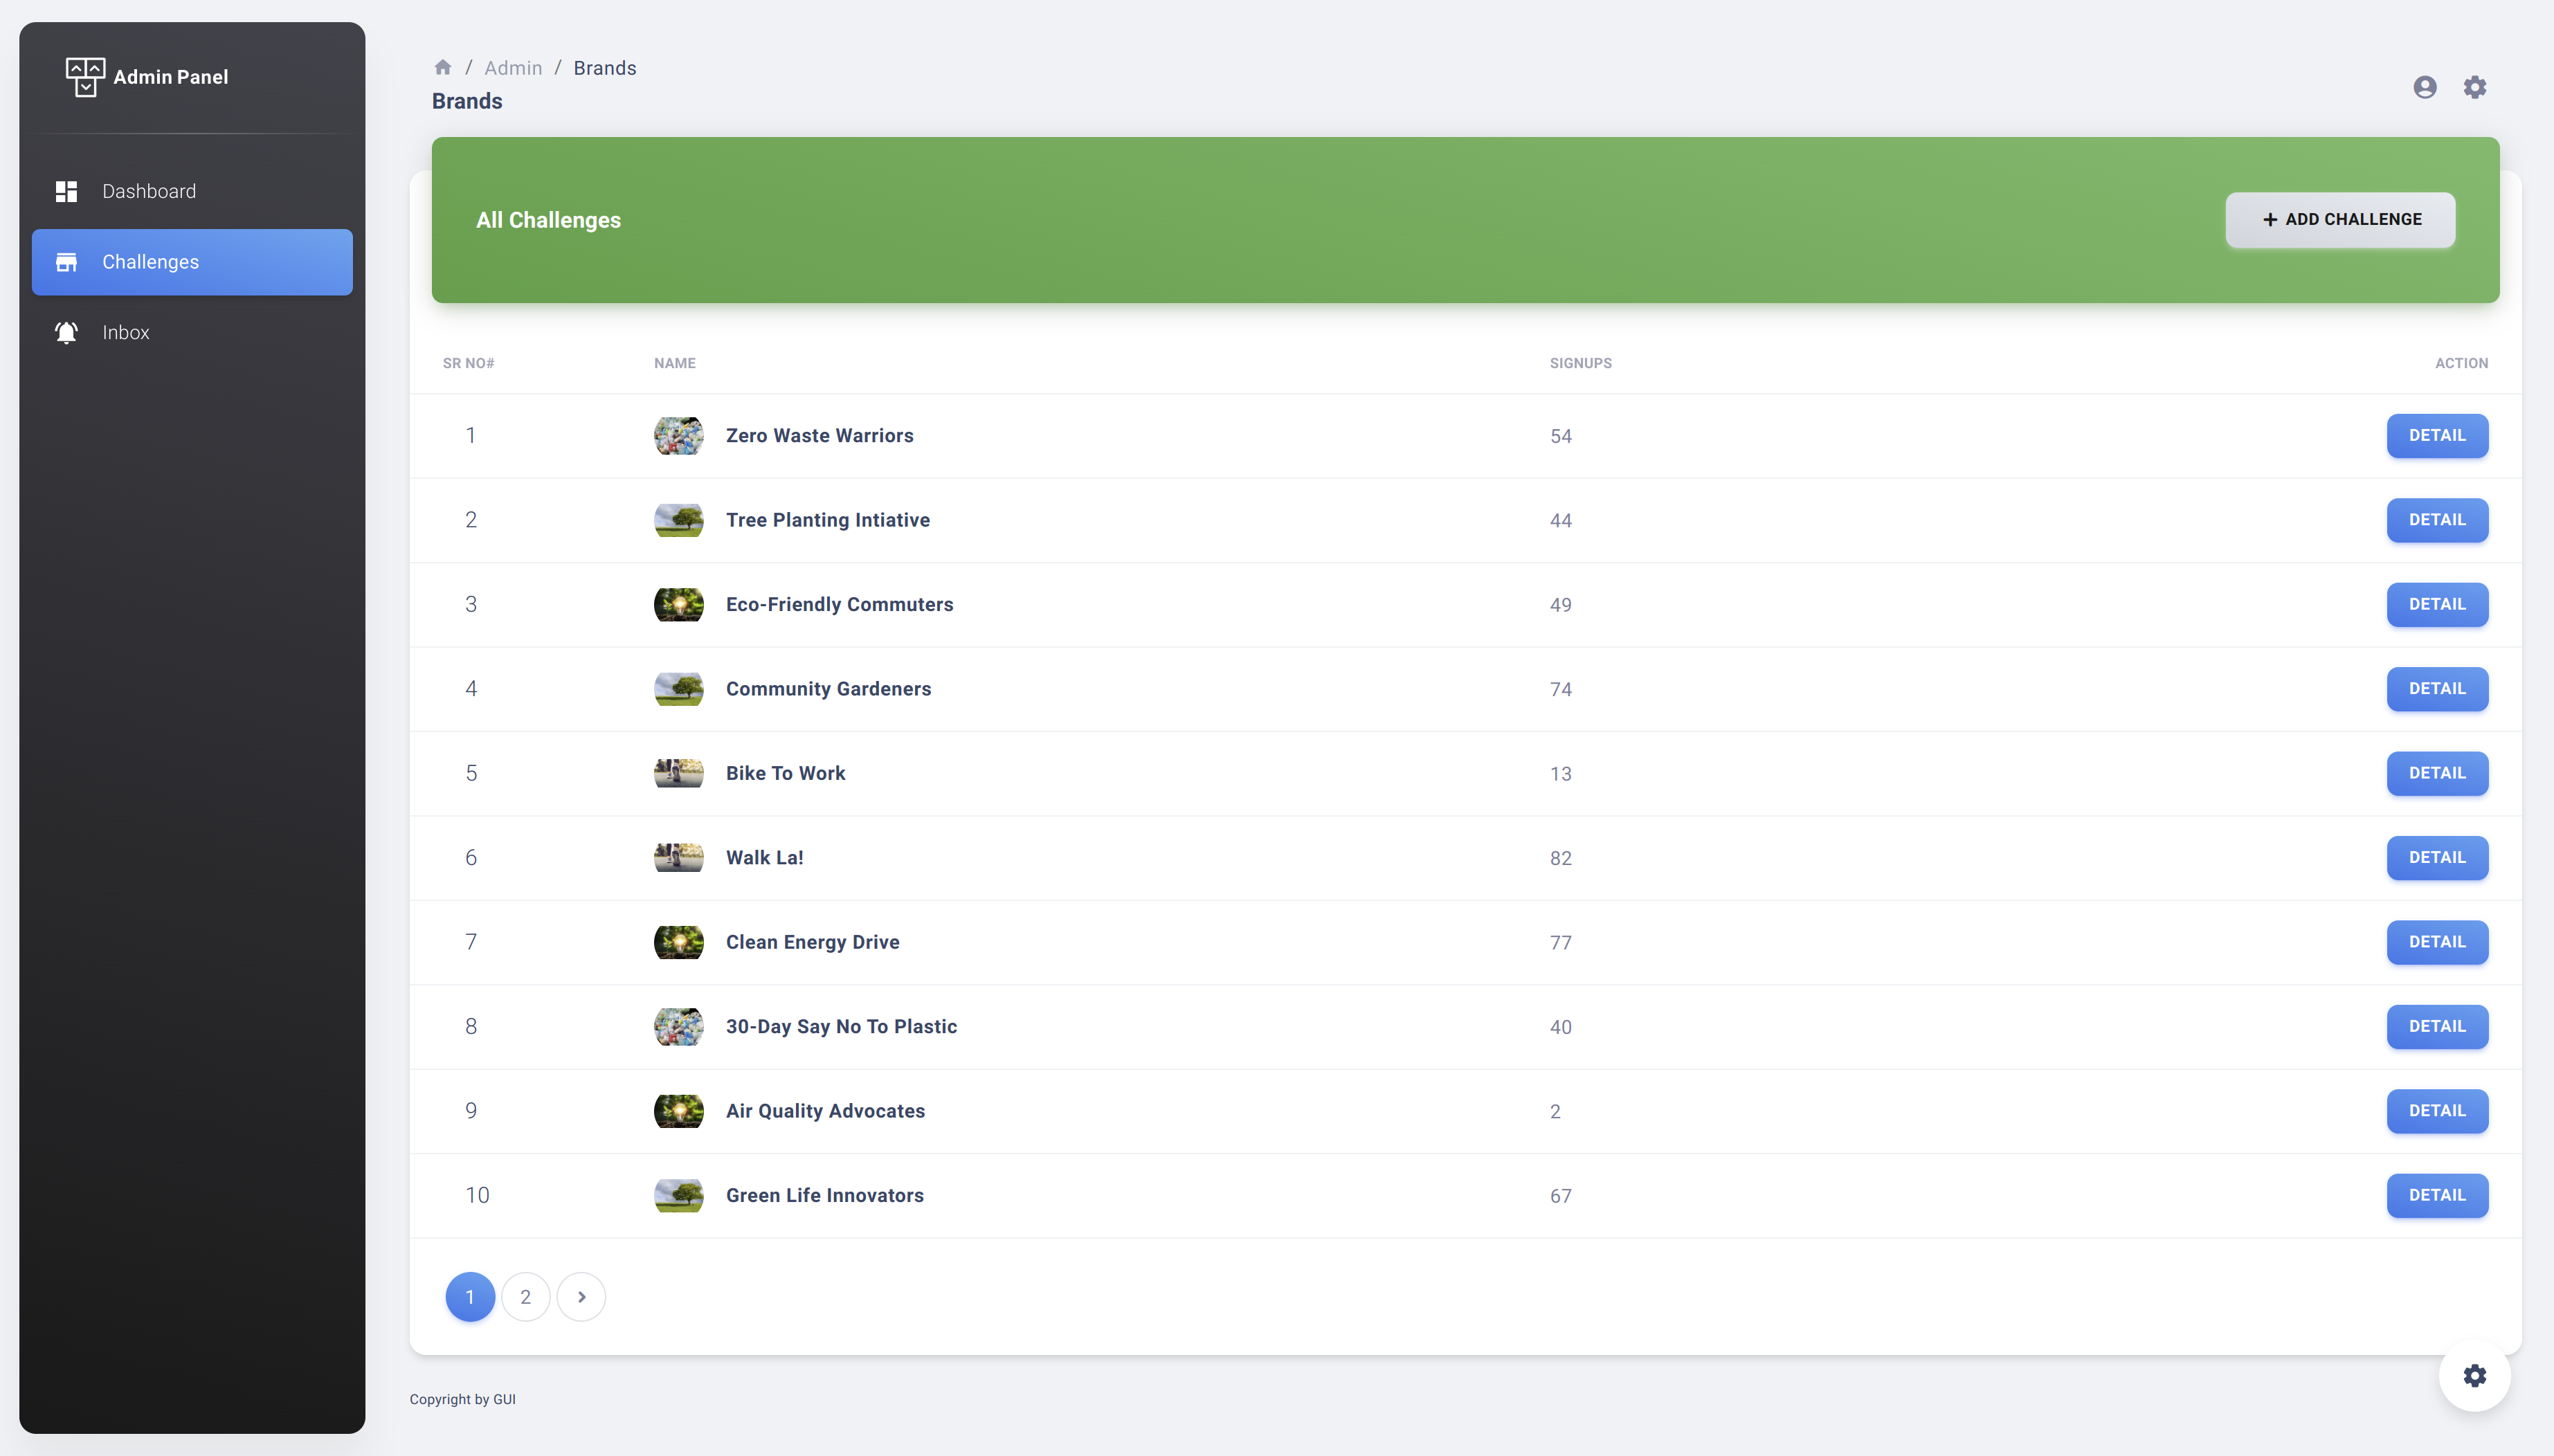 Admin Panel
Dashboard
Challenges
Inbox
/ Admin / Brands
Brands
All Challenges
+ ADD CHALLENGE
SR NO# NAME SIGNUPS ACTION
1 Zero Waste Warriors 54 DETAIL
2 Tree Planting Intiative 44 DETAIL
3 Eco-Friendly Commuters 49 DETAIL
4 Community Gardeners 74 DETAIL
5 Bike To Work 13 DETAIL
6 Walk La! 82 DETAIL
7 Clean Energy Drive 77 DETAIL
8 30-Day Say No To Plastic 40 DETAIL
9 Air Quality Advocates 2 DETAIL
10 Green Life Innovators 67 DETAIL
1 2
Copyright by GUI